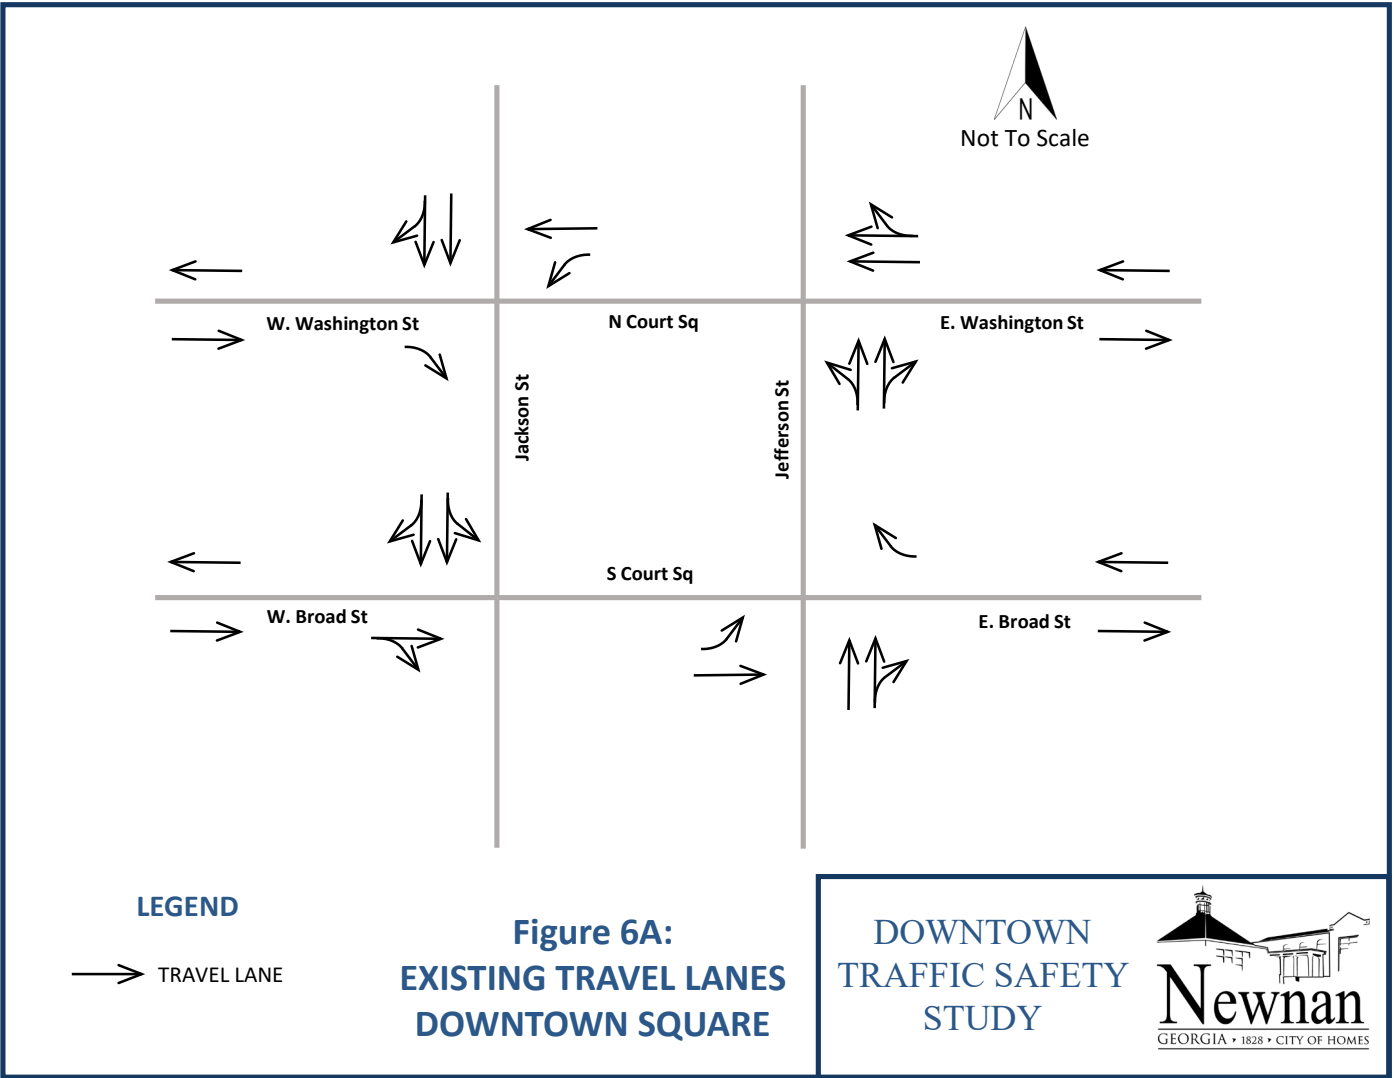 N
Not To Scale
W. Washington St
N Court Sq
E. Washington St
Jackson St
Jefferson St
S Court Sq
W. Broad St
E. Broad St
LEGEND
TRAVEL LANE
Figure 6A:
EXISTING TRAVEL LANES
DOWNTOWN SQUARE
DOWNTOWN
TRAFFIC SAFETY
STUDY
Newnan
GEORGIA • 1828 • CITY OF HOMES